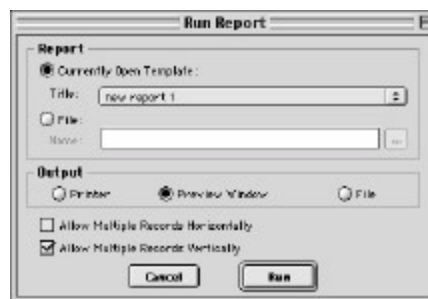 Run Report
Report
Currently Open Template:
Title: new report 1
File:
Name: ...
Output
Printer Preview Window File
Allow Multiple Records Horizontally
Allow Multiple Records Vertically
Cancel Run